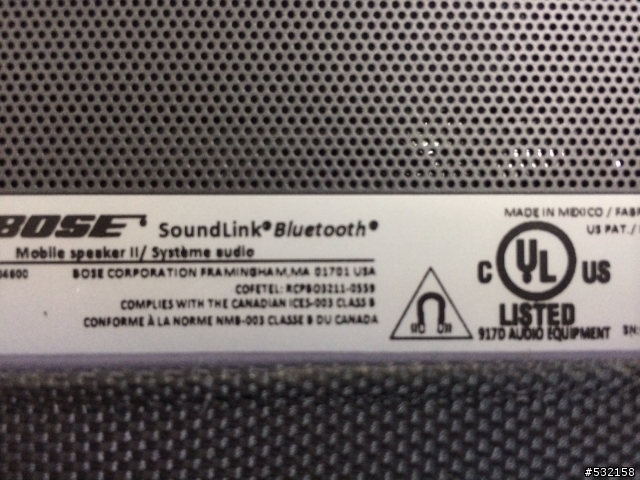 BOSE SoundLink® Bluetooth®
Mobile speaker II/ Système audio
04600 BOSE CORPORATION FRAMINGHAM,MA 01701 USA
COFETEL: RCPBO3211-0559
COMPLIES WITH THE CANADIAN ICES-003 CLASS B
CONFORME À LA NORME NMB-003 CLASSE B DU CANADA
MADE IN MEXICO / FABR
US PAT./
C UL US
LISTED
917D AUDIO EQUIPMENT
SN:
#532158